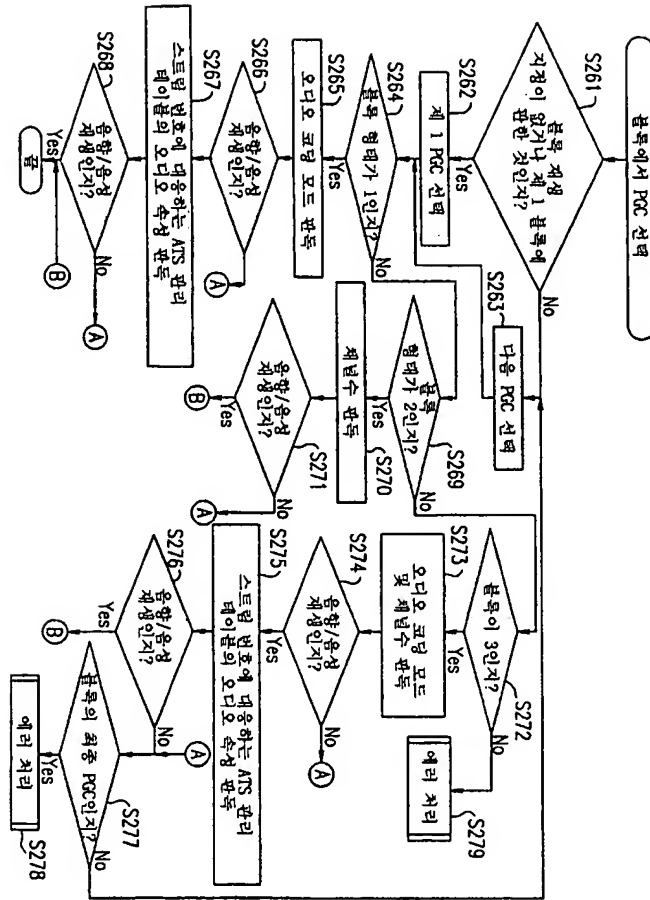 블록에서 PGC 선택
S261
블록 재생
지정이 없거나 제 1 블록에
관한 것인지?
Yes
No
S262
제 1 PGC 선택
S263
다음 PGC 선택
S264
블록 형태가 1인지?
Yes
No
S265
오디오 코딩 모드 판독
S266
음향/음성
재생인지?
A
S267
스트림 번호에 대응하는 ATS 관리
테이블의 오디오 속성 판독
S268
음향/음성
재생인지?
Yes
No
끝
B
A
S269
블록
형태가 2인지?
Yes
S270
채널수 판독
S271
음향/음성
재생인지?
Yes
No
B
A
S272
블록이 3인지?
Yes
No
S273
오디오 코딩 모드
및 채널수 판독
S279
에러 처리
S274
음향/음성
재생인지?
Yes
No
A
S275
스트림 번호에 대응하는 ATS 관리
테이블의 오디오 속성 판독
S276
음향/음성
재생인지?
Yes
No
B
A
S277
블록의 최종 PGC인지?
Yes
No
에러 처리
S278